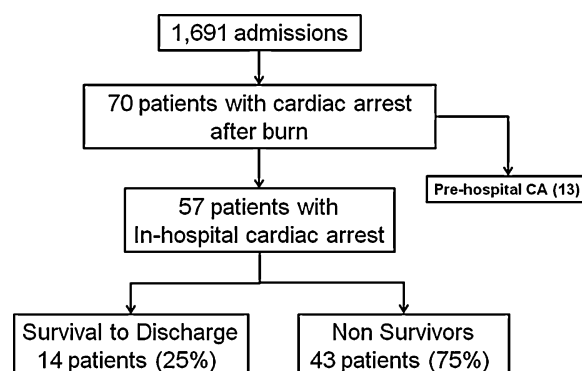 1,691 admissions
70 patients with cardiac arrest
after burn
Pre-hospital CA (13)
57 patients with
In-hospital cardiac arrest
Survival to Discharge
14 patients (25%)
Non Survivors
43 patients (75%)